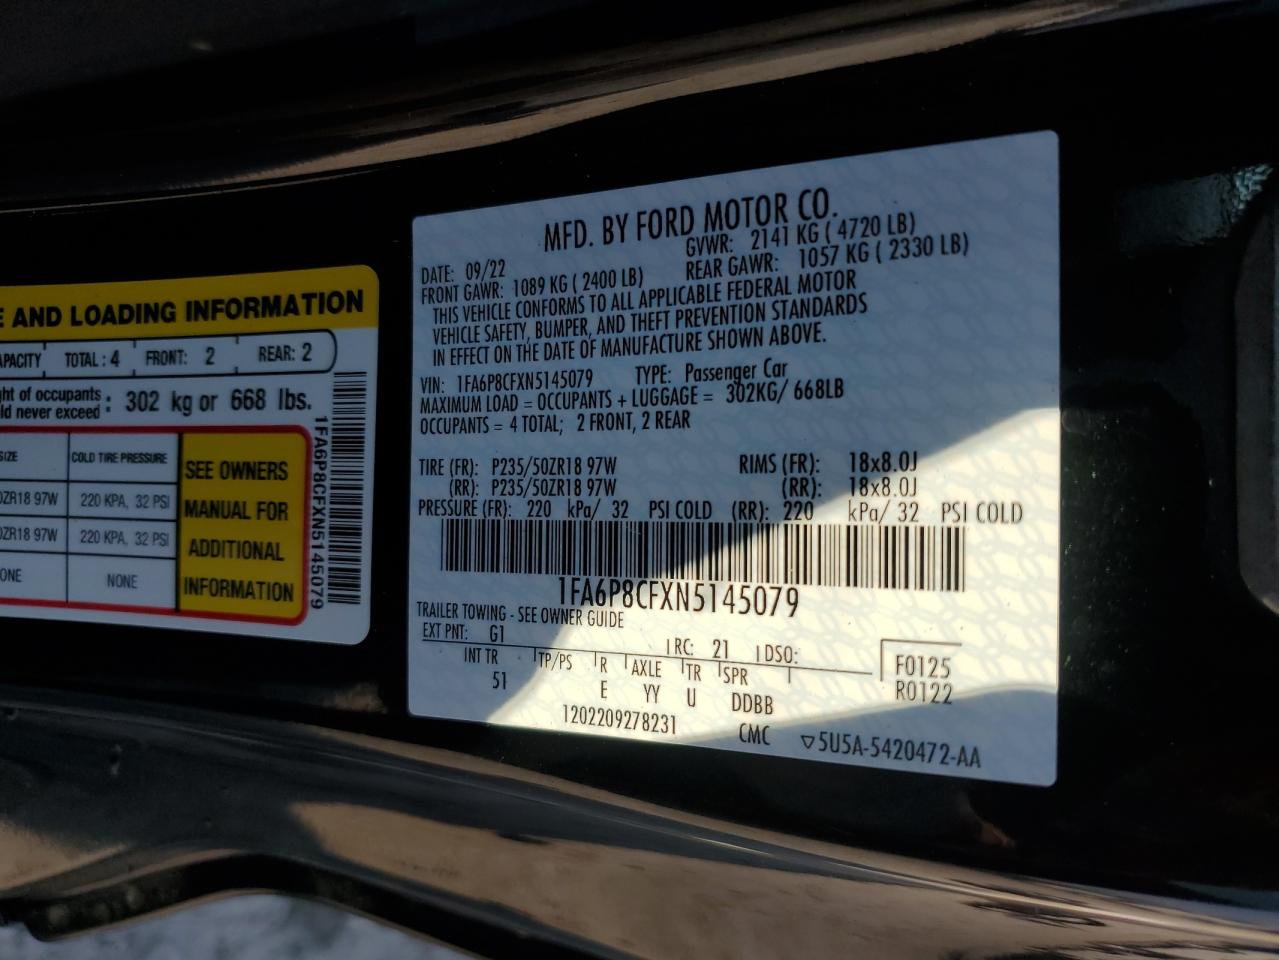 E AND LOADING INFORMATION
APACITY TOTAL: 4 FRONT: 2 REAR: 2
ght of occupants
ld never exceed : 302 kg or 668 lbs.
SIZE COLD TIRE PRESSURE
0ZR18 97W 220 KPA, 32 PSI
0ZR18 97W 220 KPA, 32 PSI
ONE NONE
SEE OWNERS
MANUAL FOR
ADDITIONAL
INFORMATION
1FA6P8CFXN5145079
MFD. BY FORD MOTOR CO.
DATE: 09/22 GVWR: 2141 KG ( 4720 LB)
FRONT GAWR: 1089 KG ( 2400 LB) REAR GAWR: 1057 KG ( 2330 LB)
THIS VEHICLE CONFORMS TO ALL APPLICABLE FEDERAL MOTOR
VEHICLE SAFETY, BUMPER, AND THEFT PREVENTION STANDARDS
IN EFFECT ON THE DATE OF MANUFACTURE SHOWN ABOVE.
VIN: 1FA6P8CFXN5145079 TYPE: Passenger Car
MAXIMUM LOAD = OCCUPANTS + LUGGAGE = 302KG/ 668LB
OCCUPANTS = 4 TOTAL; 2 FRONT, 2 REAR
TIRE (FR): P235/50ZR18 97W RIMS (FR): 18x8.0J
(RR): P235/50ZR18 97W (RR): 18x8.0J
PRESSURE (FR): 220 kPa/ 32 PSI COLD (RR): 220 kPa/ 32 PSI COLD
1FA6P8CFXN5145079
TRAILER TOWING - SEE OWNER GUIDE
EXT PNT: G1 RC: 21 DSO:
INT TR TP/PS R AXLE TR SPR F0125
51 E YY U DDBB R0122
1202209278231 CMC ▽5U5A-5420472-AA